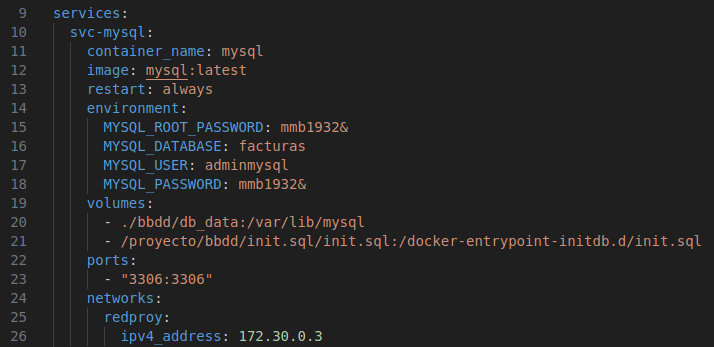 9 services:
10 svc-mysql:
11 container_name: mysql
12 image: mysql:latest
13 restart: always
14 environment:
15 MYSQL_ROOT_PASSWORD: mmb1932&
16 MYSQL_DATABASE: facturas
17 MYSQL_USER: adminmysql
18 MYSQL_PASSWORD: mmb1932&
19 volumes:
20 - ./bbdd/db_data:/var/lib/mysql
21 - /proyecto/bbdd/init.sql/init.sql:/docker-entrypoint-initdb.d/init.sql
22 ports:
23 - "3306:3306"
24 networks:
25 redproy:
26 ipv4_address: 172.30.0.3